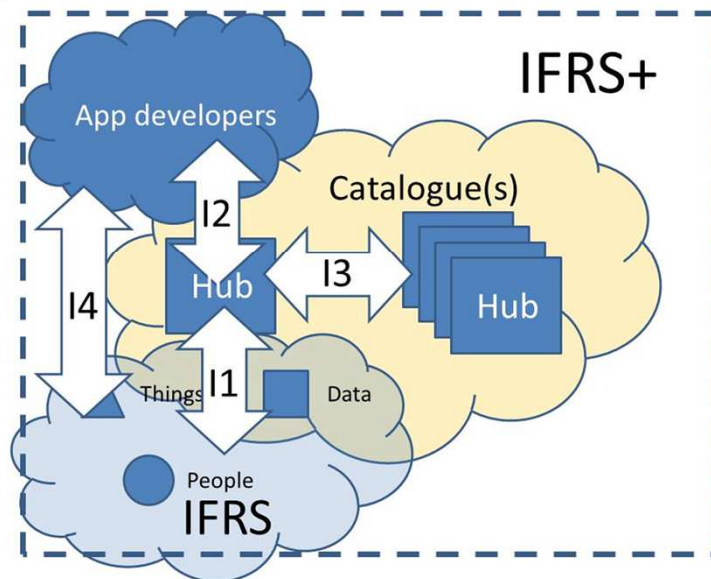 IFRS+
App developers
Catalogue(s)
I2
Hub
I3
Hub
I4
Things
I1
Data
People
IFRS